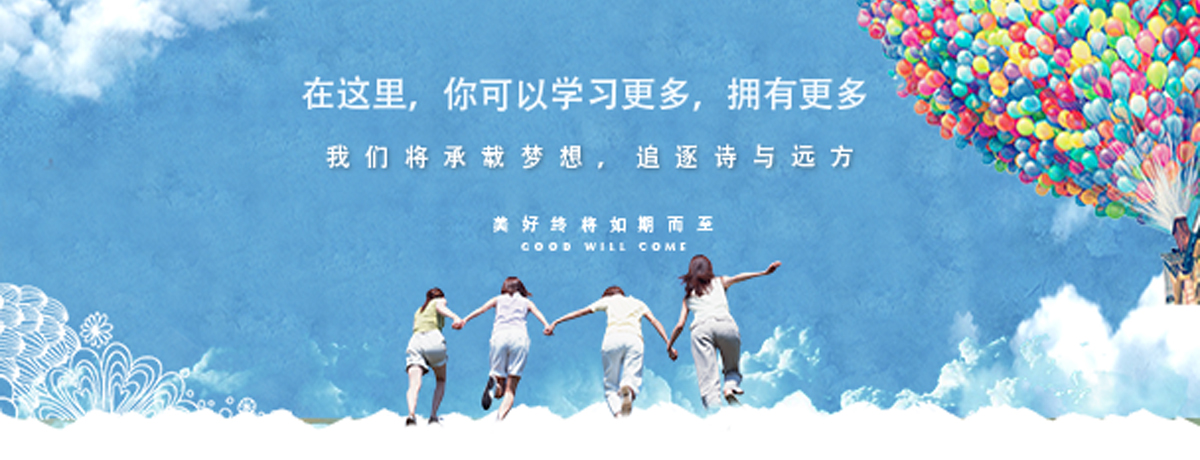 在这里，你可以学习更多，拥有更多
我们将承载梦想，追逐诗与远方
美好终将如期而至
GOOD WILL COME